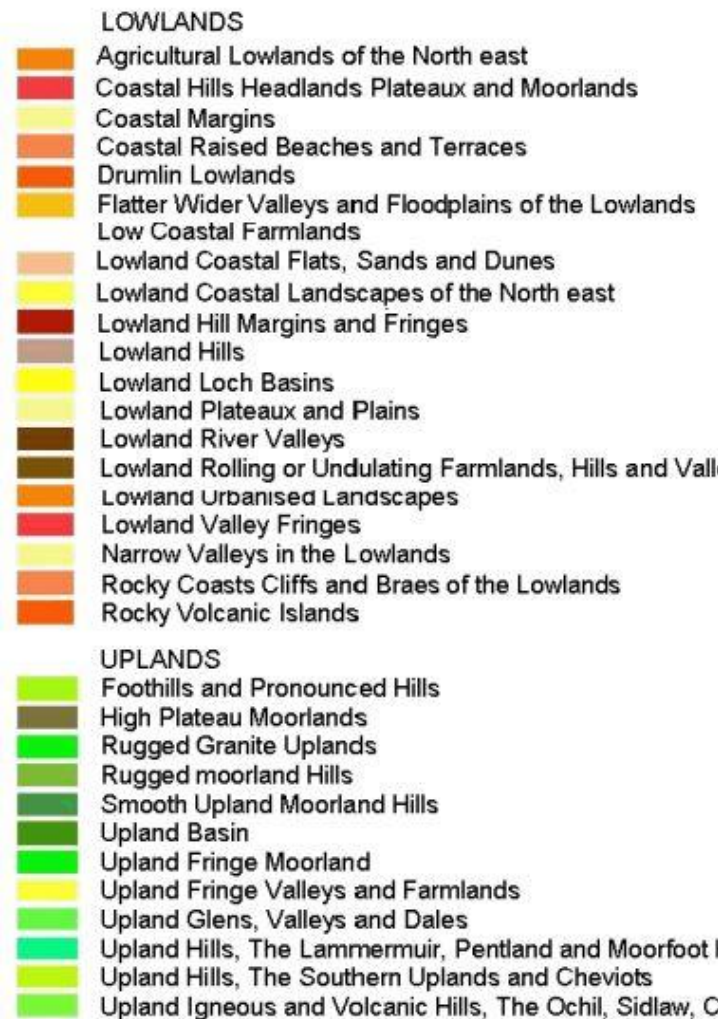 LOWLANDS
Agricultural Lowlands of the North east
Coastal Hills Headlands Plateaux and Moorlands
Coastal Margins
Coastal Raised Beaches and Terraces
Drumlin Lowlands
Flatter Wider Valleys and Floodplains of the Lowlands
Low Coastal Farmlands
Lowland Coastal Flats, Sands and Dunes
Lowland Coastal Landscapes of the North east
Lowland Hill Margins and Fringes
Lowland Hills
Lowland Loch Basins
Lowland Plateaux and Plains
Lowland River Valleys
Lowland Rolling or Undulating Farmlands, Hills and
Lowland Urbanised Landscapes
Lowland Valley Fringes
Narrow Valleys in the Lowlands
Rocky Coasts Cliffs and Braes of the Lowlands
Rocky Volcanic Islands
UPLANDS
Foothills and Pronounced Hills
High Plateau Moorlands
Rugged Granite Uplands
Rugged moorland Hills
Smooth Upland Moorland Hills
Upland Basin
Upland Fringe Moorland
Upland Fringe Valleys and Farmlands
Upland Glens, Valleys and Dales
Upland Hills, The Lammermuir, Pentland and Moorfoot
Upland Hills, The Southern Uplands and Cheviots
Upland Igneous and Volcanic Hills, The Ochil, Sidlaw,